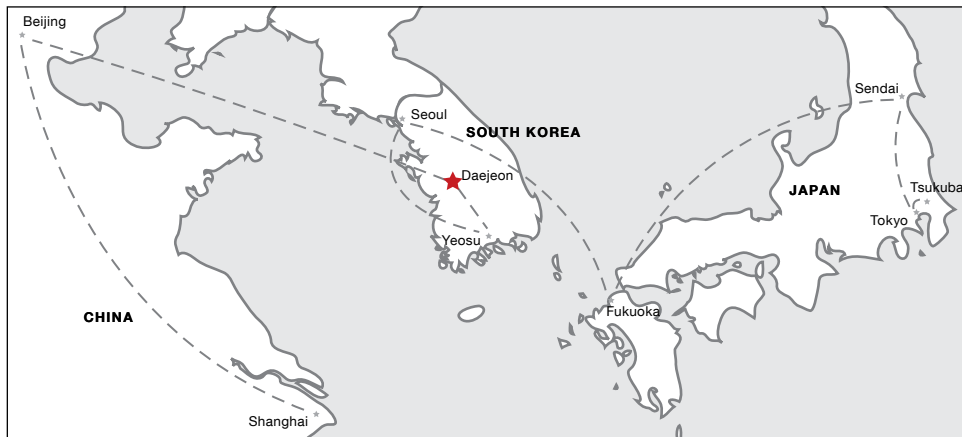 Beijing
Sendai
Seoul
SOUTH KOREA
Daejeon
JAPAN
Tsukuba
Tokyo
Yeosu
Fukuoka
CHINA
Shanghai